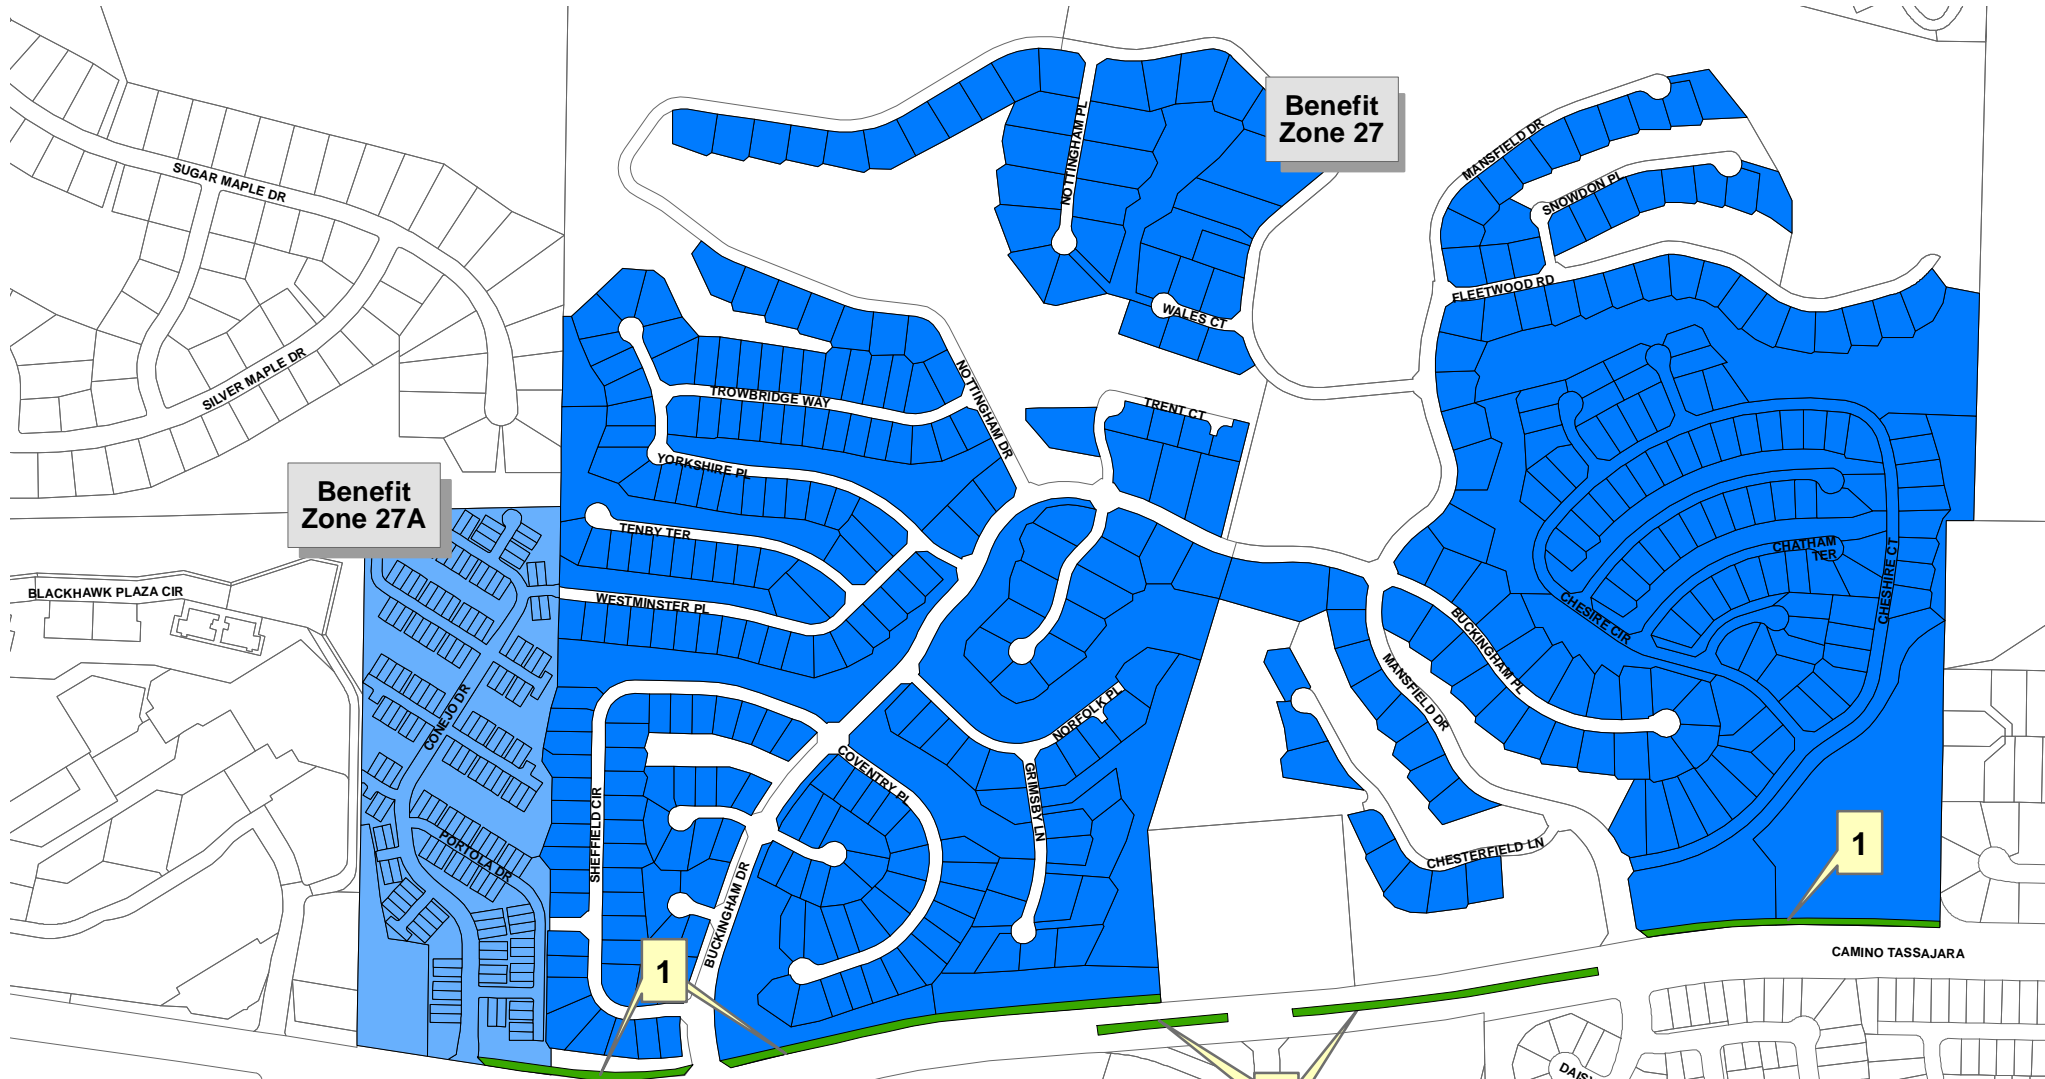 Benefit
Zone 27
MANSFIELD DR
NOTTINGHAM PL
SUGAR MAPLE DR
SNOWDON PL
FLEETWOOD RD
WALES CT
SILVER MAPLE DR
NOTTINGHAM DR
TROWBRIDGE WAY
TRENT CT
YORKSHIRE PL
Benefit
Zone 27A
TENBY TER
CHATHAM
TER
CHESHIRE CT
BLACKHAWK PLAZA CIR
WESTMINSTER PL
CHESIRE CIR
BUCKINGHAM PL
MANSFIELD DR
CONEJO DR
NORFOLK PL
COVENTRY PL
GRIMSBY LN
SHEFFIELD CIR
PORTOLA DR
CHESTERFIELD LN
1
BUCKINGHAM DR
1
CAMINO TASSAJARA